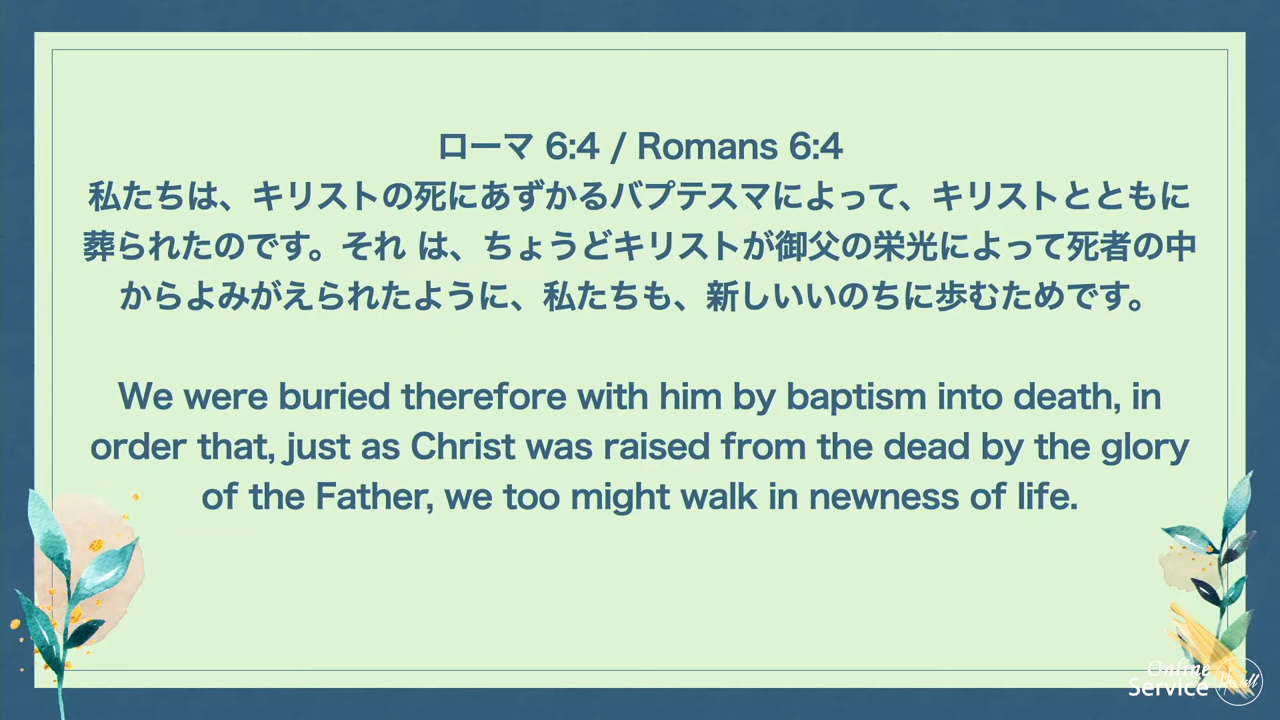 ローマ 6:4 / Romans 6:4
私たちは、キリストの死にあずかるバプテスマによって、キリストとともに
葬られたのです。それ は、ちょうどキリストが御父の栄光によって死者の中
からよみがえられたように、私たちも、新しいいのちに歩むためです。
We were buried therefore with him by baptism into death, in
order that, just as Christ was raised from the dead by the glory
of the Father, we too might walk in newness of life.
Online
Service